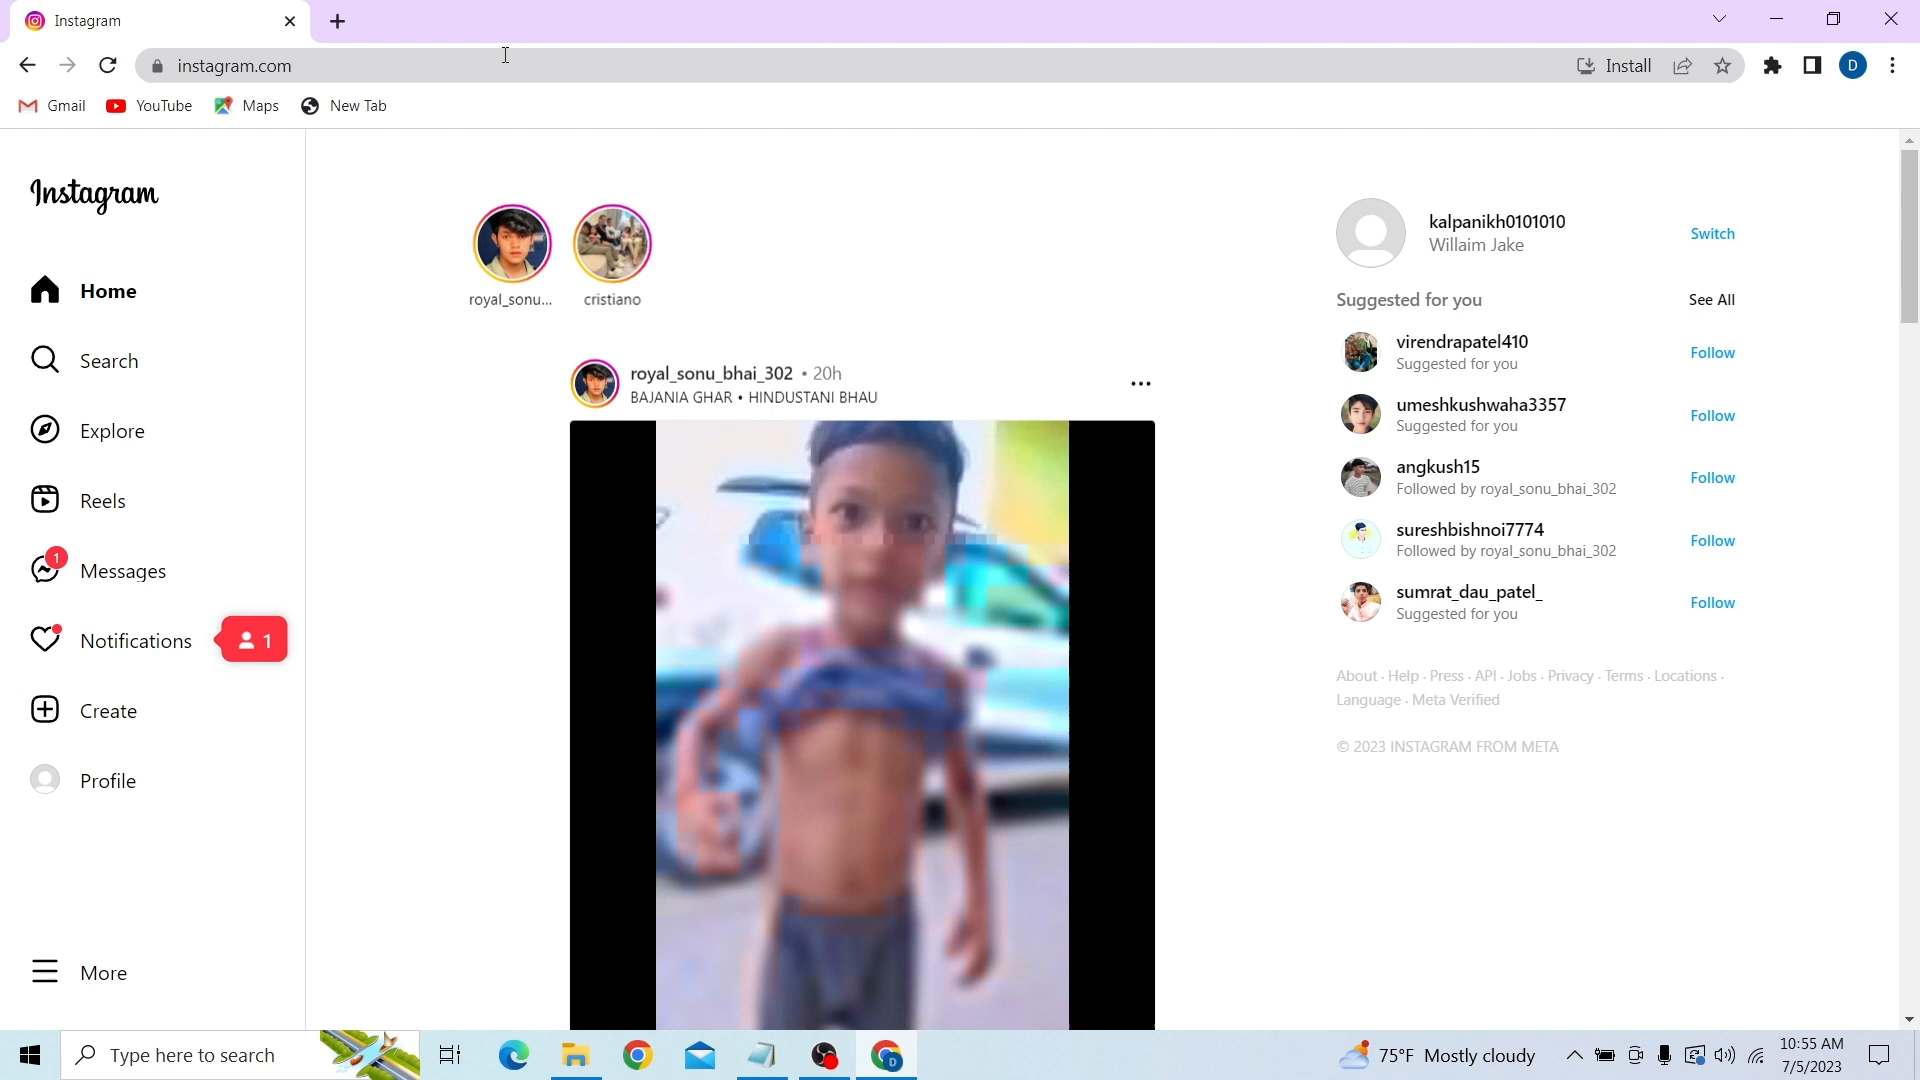 Instagram
instagram.com
Install
D
Gmail
YouTube
Maps
New Tab
Instagram
Home
Search
Explore
Reels
1
Messages
Notifications
1
Create
Profile
More
royal_sonu...
cristiano
royal_sonu_bhai_302 • 20h
BAJANIA GHAR • HINDUSTANI BHAU
kalpanikh0101010
Willaim Jake
Switch
Suggested for you
See All
virendrapatel410
Suggested for you
Follow
umeshkushwaha3357
Suggested for you
Follow
angkush15
Followed by royal_sonu_bhai_302
Follow
sureshbishnoi7774
Followed by royal_sonu_bhai_302
Follow
sumrat_dau_patel_
Suggested for you
Follow
About · Help · Press · API · Jobs · Privacy · Terms · Locations ·
Language · Meta Verified
© 2023 INSTAGRAM FROM META
Type here to search
D
75°F Mostly cloudy
10:55 AM
7/5/2023